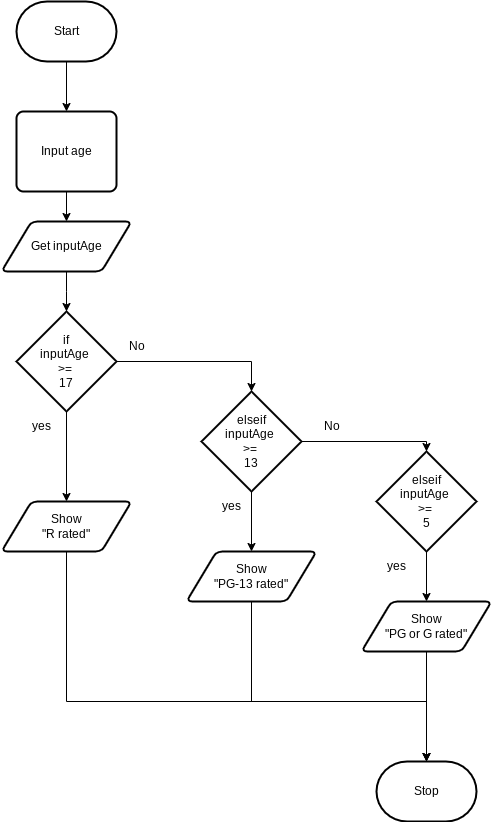 Start
Input age
Get inputAge
if
inputAge
>=
17
No
yes
elseif
inputAge
>=
13
No
yes
elseif
inputAge
>=
5
yes
Show
"R rated"
Show
"PG-13 rated"
Show
"PG or G rated"
Stop